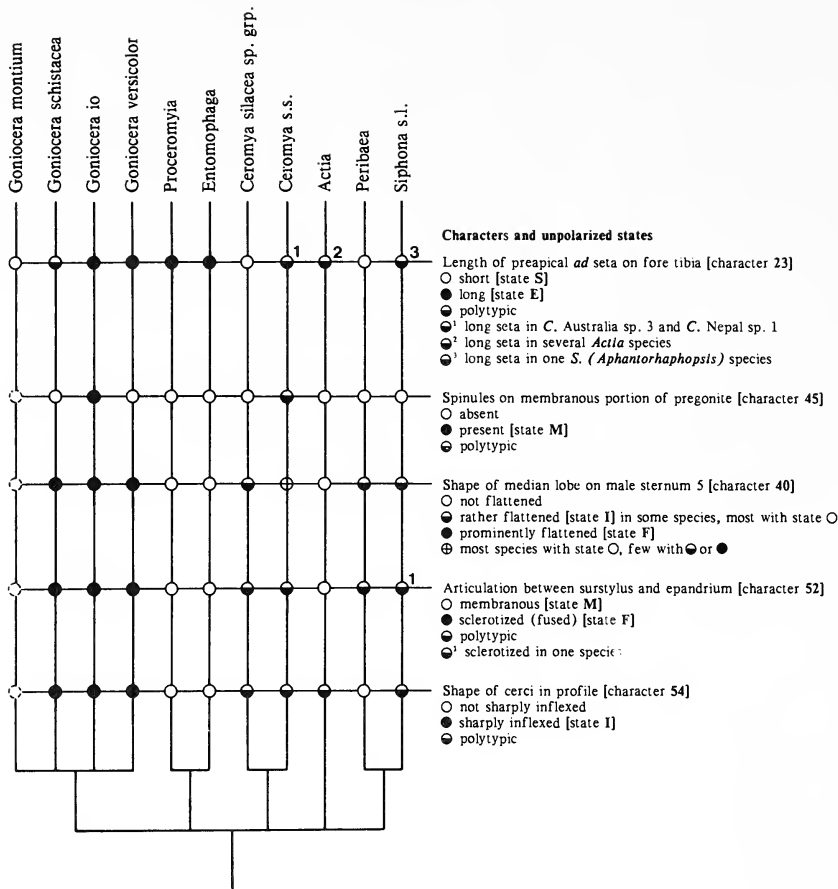 Goniocera montium
Goniocera schistacea
Goniocera io
Goniocera versicolor
Proceromyia
Entomophaga
Ceromya silacea sp. grp.
Ceromya s.s.
Actia
Peribaea
Siphona s.l.
1
2
3
Characters and unpolarized states
Length of preapical ad seta on fore tibia [character 23]
○ short [state S]
● long [state E]
◒ polytypic
◒¹ long seta in C. Australia sp. 3 and C. Nepal sp. 1
◒² long seta in several Actia species
◒³ long seta in one S. (Aphantorhaphopsis) species
Spinules on membranous portion of pregonite [character 45]
○ absent
● present [state M]
◒ polytypic
Shape of median lobe on male sternum 5 [character 40]
○ not flattened
◒ rather flattened [state I] in some species, most with state ○
● prominently flattened [state F]
⊕ most species with state ○, few with ◒ or ●
1
Articulation between surstylus and epandrium [character 52]
○ membranous [state M]
● sclerotized (fused) [state F]
◒ polytypic
◒¹ sclerotized in one specie
Shape of cerci in profile [character 54]
○ not sharply inflexed
● sharply inflexed [state I]
◒ polytypic